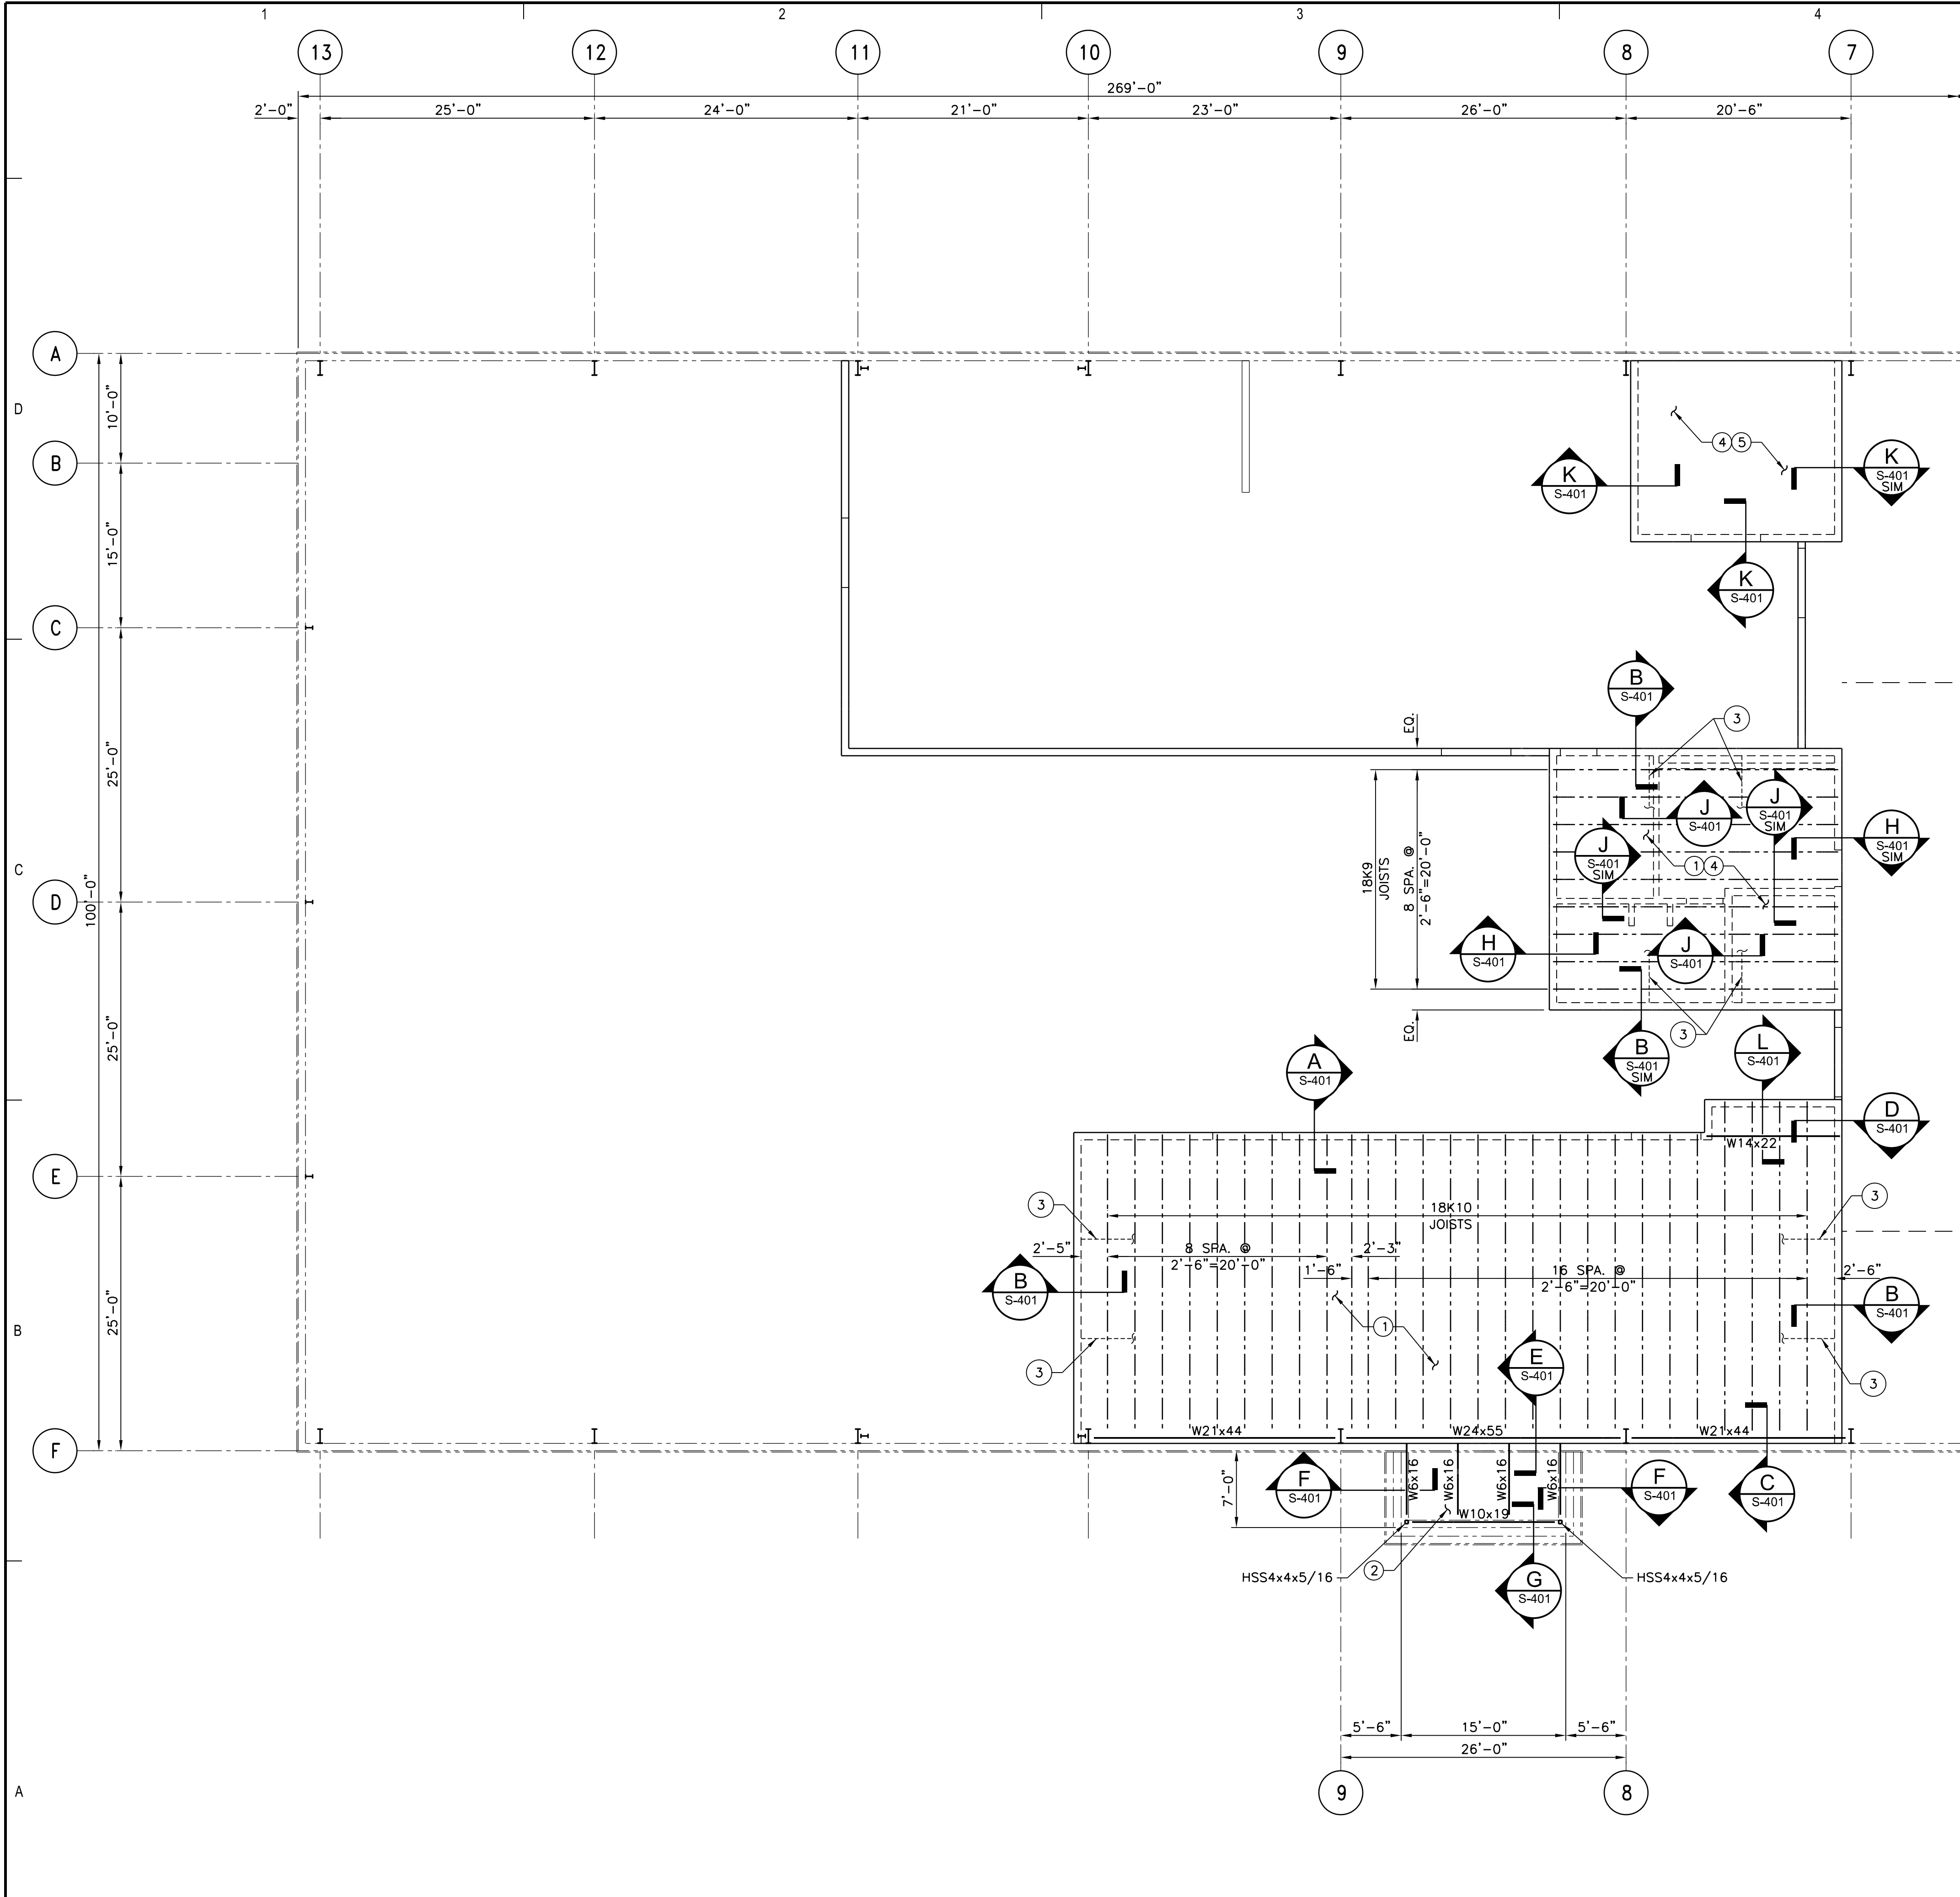 1 2 3 4
13 12 11 10 9 8 7
269'-0"
2'-0" 25'-0" 24'-0" 21'-0" 23'-0" 26'-0" 20'-6"
A
10'-0"
D
B
15'-0"
4 5
K
S-401
K
S-401
SIM
K
S-401
C
25'-0"
B
S-401
EQ.
3
18K9
JOISTS
8 SPA. @
2'-6"=20'-0"
J
S-401
J
S-401
SIM
H
S-401
SIM
J
S-401
SIM
1 4
C
D
100'-0"
H
S-401
J
S-401
25'-0"
EQ.
3
B
S-401
SIM
L
S-401
A
S-401
D
S-401
W14x22
E
3
18K10
JOISTS
3
2'-5"
8 SPA. @
2'-6"=20'-0"
2'-3"
1'-6"
16 SPA. @
2'-6"=20'-0"
2'-6"
B
S-401
B
S-401
25'-0"
B
1
E
S-401
3
3
W21x44 W24x55 W21x44
F
7'-0"
F
S-401
W6x16 W6x16 W6x16 W6x16
F
S-401
C
S-401
W10x19
HSS4x4x5/16
2
HSS4x4x5/16
G
S-401
5'-6" 15'-0" 5'-6"
26'-0"
A
9 8